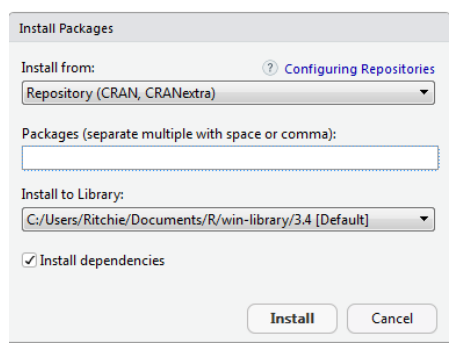 Install Packages
Install from:
? Configuring Repositories
Repository (CRAN, CRANextra)
Packages (separate multiple with space or comma):
Install to Library:
C:/Users/Ritchie/Documents/R/win-library/3.4 [Default]
Install dependencies
Install Cancel